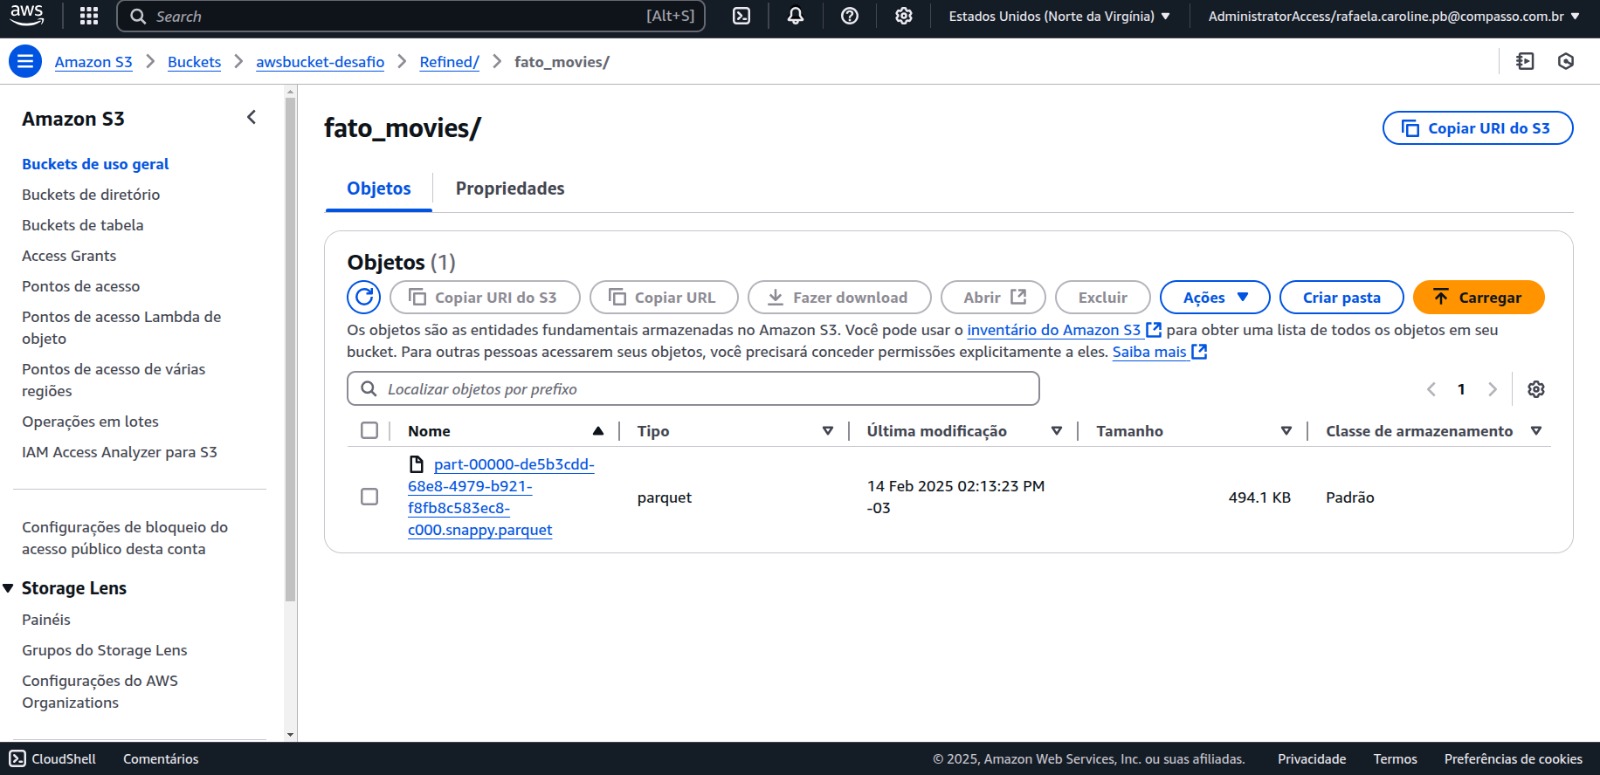 aws
Search
[Alt+S]
Estados Unidos (Norte da Virgínia)
AdministratorAccess/rafaela.caroline.pb@compasso.com.br
Amazon S3
Buckets
awsbucket-desafio
Refined/
fato_movies/
Amazon S3
Buckets de uso geral
Buckets de diretório
Buckets de tabela
Access Grants
Pontos de acesso
Pontos de acesso Lambda de
objeto
Pontos de acesso de várias
regiões
Operações em lotes
IAM Access Analyzer para S3
Configurações de bloqueio do
acesso público desta conta
Storage Lens
Painéis
Grupos do Storage Lens
Configurações do AWS
Organizations
fato_movies/
Copiar URI do S3
Objetos
Propriedades
Objetos (1)
Copiar URI do S3
Copiar URL
Fazer download
Abrir
Excluir
Ações
Criar pasta
Carregar
Os objetos são as entidades fundamentais armazenadas no Amazon S3. Você pode usar o inventário do Amazon S3 para obter uma lista de todos os objetos em seu
bucket. Para outras pessoas acessarem seus objetos, você precisará conceder permissões explicitamente a eles. Saiba mais
Localizar objetos por prefixo
1
Nome
Tipo
Última modificação
Tamanho
Classe de armazenamento
part-00000-de5b3cdd-
68e8-4979-b921-
f8fb8c583ec8-
c000.snappy.parquet
parquet
14 Feb 2025 02:13:23 PM
-03
494.1 KB
Padrão
CloudShell
Comentários
© 2025, Amazon Web Services, Inc. ou suas afiliadas.
Privacidade
Termos
Preferências de cookies